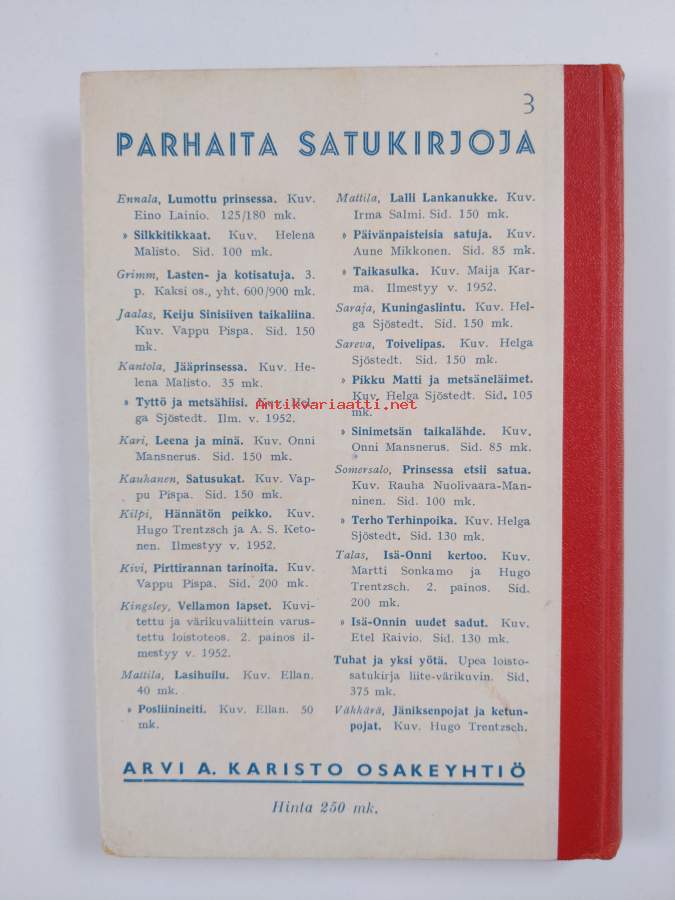 3
PARHAITA SATUKIRJOJA
Ennala, Lumottu prinsessa. Kuv.
Eino Lainio. 125/180 mk.
» Silkkitikkaat. Kuv. Helena
Malisto. Sid. 100 mk.
Grimm, Lasten- ja kotisatuja. 3.
p. Kaksi os., yht. 600/900 mk.
Jaalas, Keiju Sinisiiven taikaliina.
Kuv. Vappu Pispa. Sid. 150
mk.
Kantola, Jääprinsessa. Kuv. He-
lena Malisto. 35 mk.
» Tyttö ja metsähiisi. Kuv. Hel-
ga Sjöstedt. Ilm. v. 1952.
Kari, Leena ja minä. Kuv. Onni
Mansnerus. Sid. 150 mk.
Kauhanen, Satusukat. Kuv. Vap-
pu Pispa. Sid. 150 mk.
Kilpi, Hännätön peikko. Kuv.
Hugo Trentzsch ja A. S. Keto-
nen. Ilmestyy v. 1952.
Kivi, Pirttirannan tarinoita. Kuv.
Vappu Pispa. Sid. 200 mk.
Kingsley, Vellamon lapset. Kuvi-
tettu ja värikuvaliittein varus-
tettu loistoteos. 2. painos il-
mestyy v. 1952.
Mattila, Lasihuilu. Kuv. Ellan.
40 mk.
» Posliinineiti. Kuv. Ellan. 50
mk.
Mattila, Lalli Lankanukke. Kuv.
Irma Salmi. Sid. 150 mk.
» Päivänpaisteisia satuja. Kuv.
Aune Mikkonen. Sid. 85 mk.
» Taikasulka. Kuv. Maija Kar-
ma. Ilmestyy v. 1952.
Saraja, Kuningaslintu. Kuv. Hel-
ga Sjöstedt. Sid. 150 mk.
Sareva, Toivelipas. Kuv. Helga
Sjöstedt. Sid. 150 mk.
» Pikku Matti ja metsäneläimet.
Kuv. Helga Sjöstedt. Sid. 105
mk.
» Sinimetsän taikalähde. Kuv.
Onni Mansnerus. Sid. 85 mk.
Somersalo, Prinsessa etsii satua.
Kuv. Rauha Nuolivaara-Man-
ninen. Sid. 100 mk.
» Terho Terhinpoika. Kuv. Helga
Sjöstedt. Sid. 130 mk.
Talas, Isä-Onni kertoo. Kuv.
Martti Sonkamo ja Hugo
Trentzsch. 2. painos. Sid.
200 mk.
» Isä-Onnin uudet sadut. Kuv.
Etel Raivio. Sid. 130 mk.
Tuhat ja yksi yötä. Upea loisto-
satukirja liite-värikuvin. Sid.
375 mk.
Vähkärä, Jäniksenpojat ja ketun-
pojat. Kuv. Hugo Trentzsch.
Antikvariaatti.net
ARVI A. KARISTO OSAKEYHTIÖ
Hinta 250 mk.